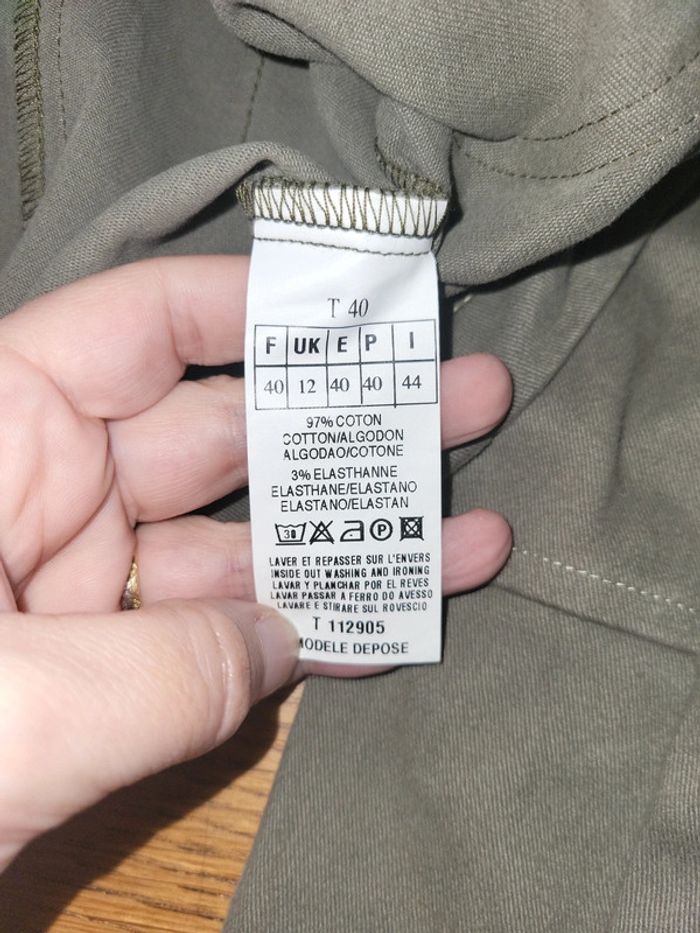 T 40
F UK E P I
40 12 40 40 44
97% COTON
COTTON/ALGODON
ALGODAO/COTONE
3% ELASTHANNE
ELASTHANE/ELASTANO
ELASTANO/ELASTAN
30 P
LAVER ET REPASSER SUR L'ENVERS
INSIDE OUT WASHING AND IRONING
LAVAR Y PLANCHAR POR EL REVES
LAVAR PASSAR A FERRO DO AVESSO
LAVARE E STIRARE SUL ROVESCIO
T 112905
MODELE DEPOSE